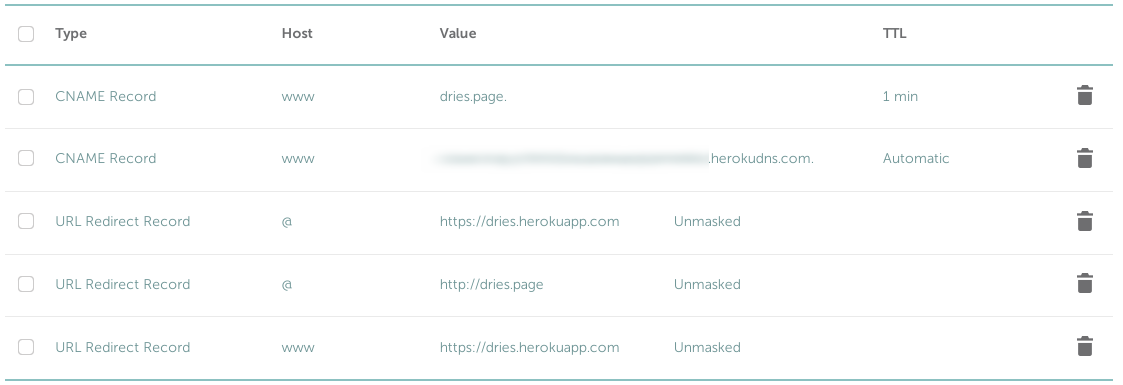 Type Host Value TTL
CNAME Record www dries.page. 1 min
CNAME Record www .herokudns.com. Automatic
URL Redirect Record @ https://dries.herokuapp.com Unmasked
URL Redirect Record @ http://dries.page Unmasked
URL Redirect Record www https://dries.herokuapp.com Unmasked